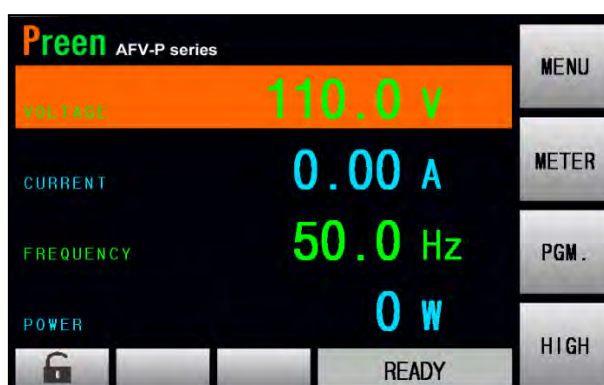 Preen AFV-P series
MENU
VOLTAGE 110.0 V
METER
CURRENT 0.00 A
FREQUENCY 50.0 Hz
PGM.
POWER 0 W
HIGH
READY